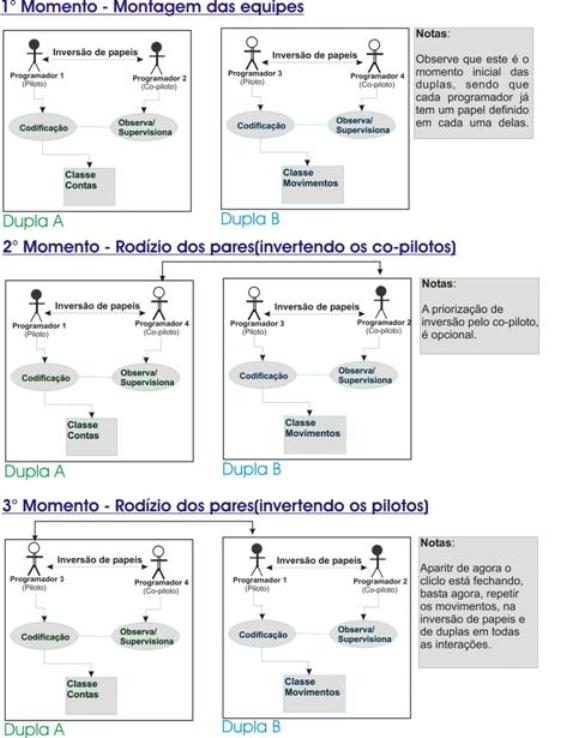 1° Momento - Montagem das equipes
Inversão de papeis
Programador 1
(Piloto)
Programador 2
(Co-piloto)
Codificação
Observa/
Supervisiona
Classe
Contas
Dupla A
Inversão de papeis
Programador 3
(Piloto)
Programador 4
(Co-piloto)
Codificação
Observa/
Supervisiona
Classe
Movimentos
Dupla B
Notas:
Observe que este é o
momento inicial das
duplas, sendo que
cada programador já
tem um papel definido
em cada uma delas.
2° Momento - Rodízio dos pares(invertendo os co-pilotos)
Inversão de papeis
Programador 1
(Piloto)
Programador 4
(Co-piloto)
Codificação
Observa/
Supervisiona
Classe
Contas
Dupla A
Inversão de papeis
Programador 3
(Piloto)
Programador 2
(Co-piloto)
Codificação
Observa/
Supervisiona
Classe
Movimentos
Dupla B
Notas:
A priorização de
inversão pelo co-piloto,
é opcional.
3° Momento - Rodízio dos pares(invertendo os pilotos)
Inversão de papeis
Programador 3
(Piloto)
Programador 4
(Co-piloto)
Codificação
Observa/
Supervisiona
Classe
Contas
Dupla A
Inversão de papeis
Programador 1
(Piloto)
Programador 2
(Co-piloto)
Codificação
Observa/
Supervisiona
Classe
Movimentos
Dupla B
Notas:
Aparitr de agora o
cliclo está fechando,
basta agora, repetir
os movimentos, na
inversão de papeis e
de duplas em todas
as interações.